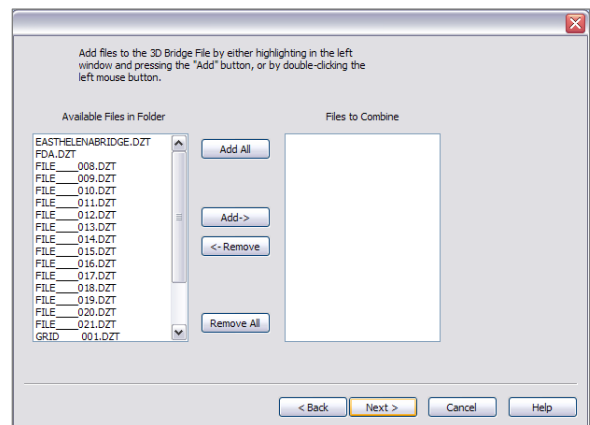 Add files to the 3D Bridge File by either highlighting in the left
window and pressing the "Add" button, or by double-clicking the
left mouse button.
Available Files in Folder
Files to Combine
EASTHELENABRIDGE.DZT
FDA.DZT
FILE____008.DZT
FILE____009.DZT
FILE____010.DZT
FILE____011.DZT
FILE____012.DZT
FILE____013.DZT
FILE____014.DZT
FILE____015.DZT
FILE____016.DZT
FILE____017.DZT
FILE____018.DZT
FILE____019.DZT
FILE____020.DZT
FILE____021.DZT
GRID____001.DZT
Add All
Add->
<- Remove
Remove All
< Back
Next >
Cancel
Help